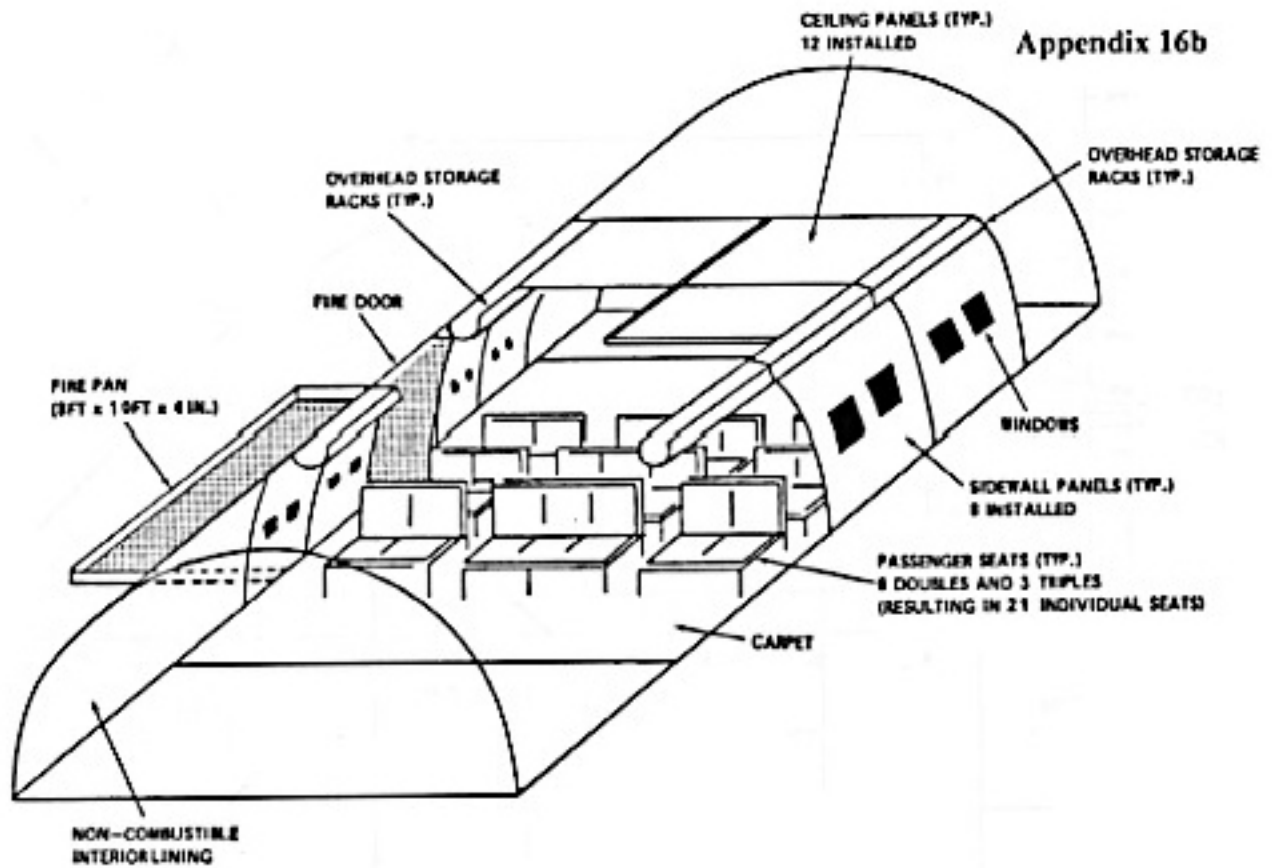 Appendix 16b
CEILING PANELS (TYP.)
12 INSTALLED
OVERHEAD STORAGE
RACKS (TYP.)
OVERHEAD STORAGE
RACKS (TYP.)
FIRE DOOR
FIRE PAN
(8FT x 10FT x 4 IN.)
WINDOWS
SIDEWALL PANELS (TYP.)
8 INSTALLED
PASSENGER SEATS (TYP.)
6 DOUBLES AND 3 TRIPLES
(RESULTING IN 21 INDIVIDUAL SEATS)
CARPET
NON-COMBUSTIBLE
INTERIOR LINING